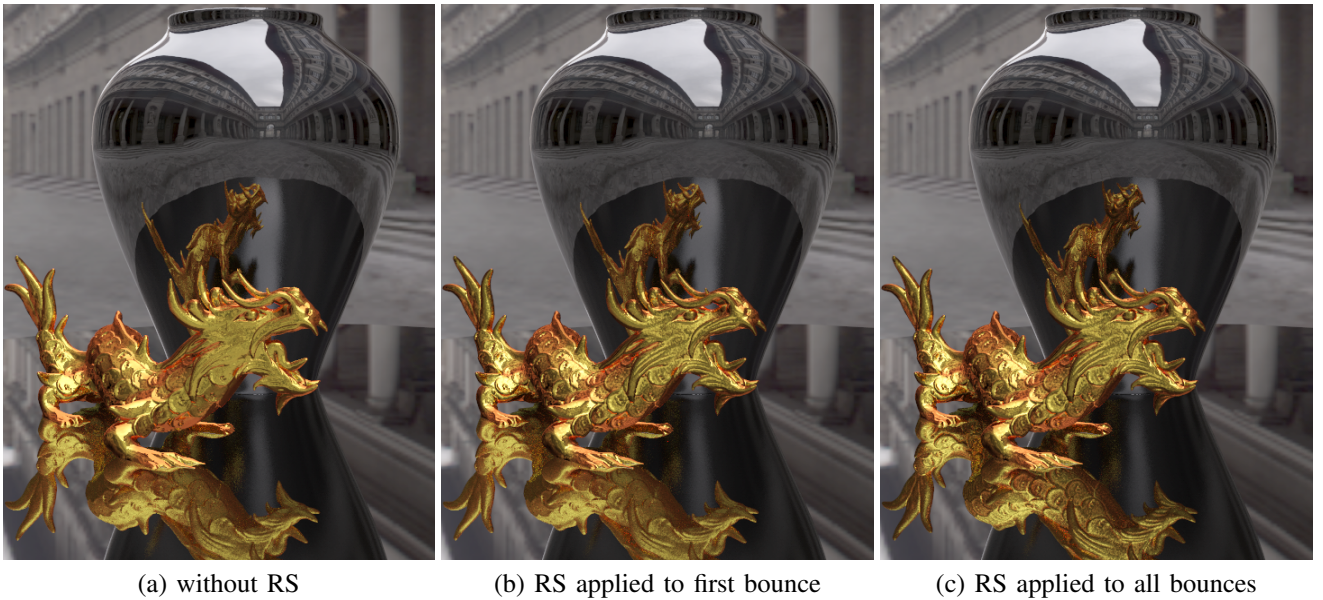 (a) without RS
(b) RS applied to first bounce
(c) RS applied to all bounces